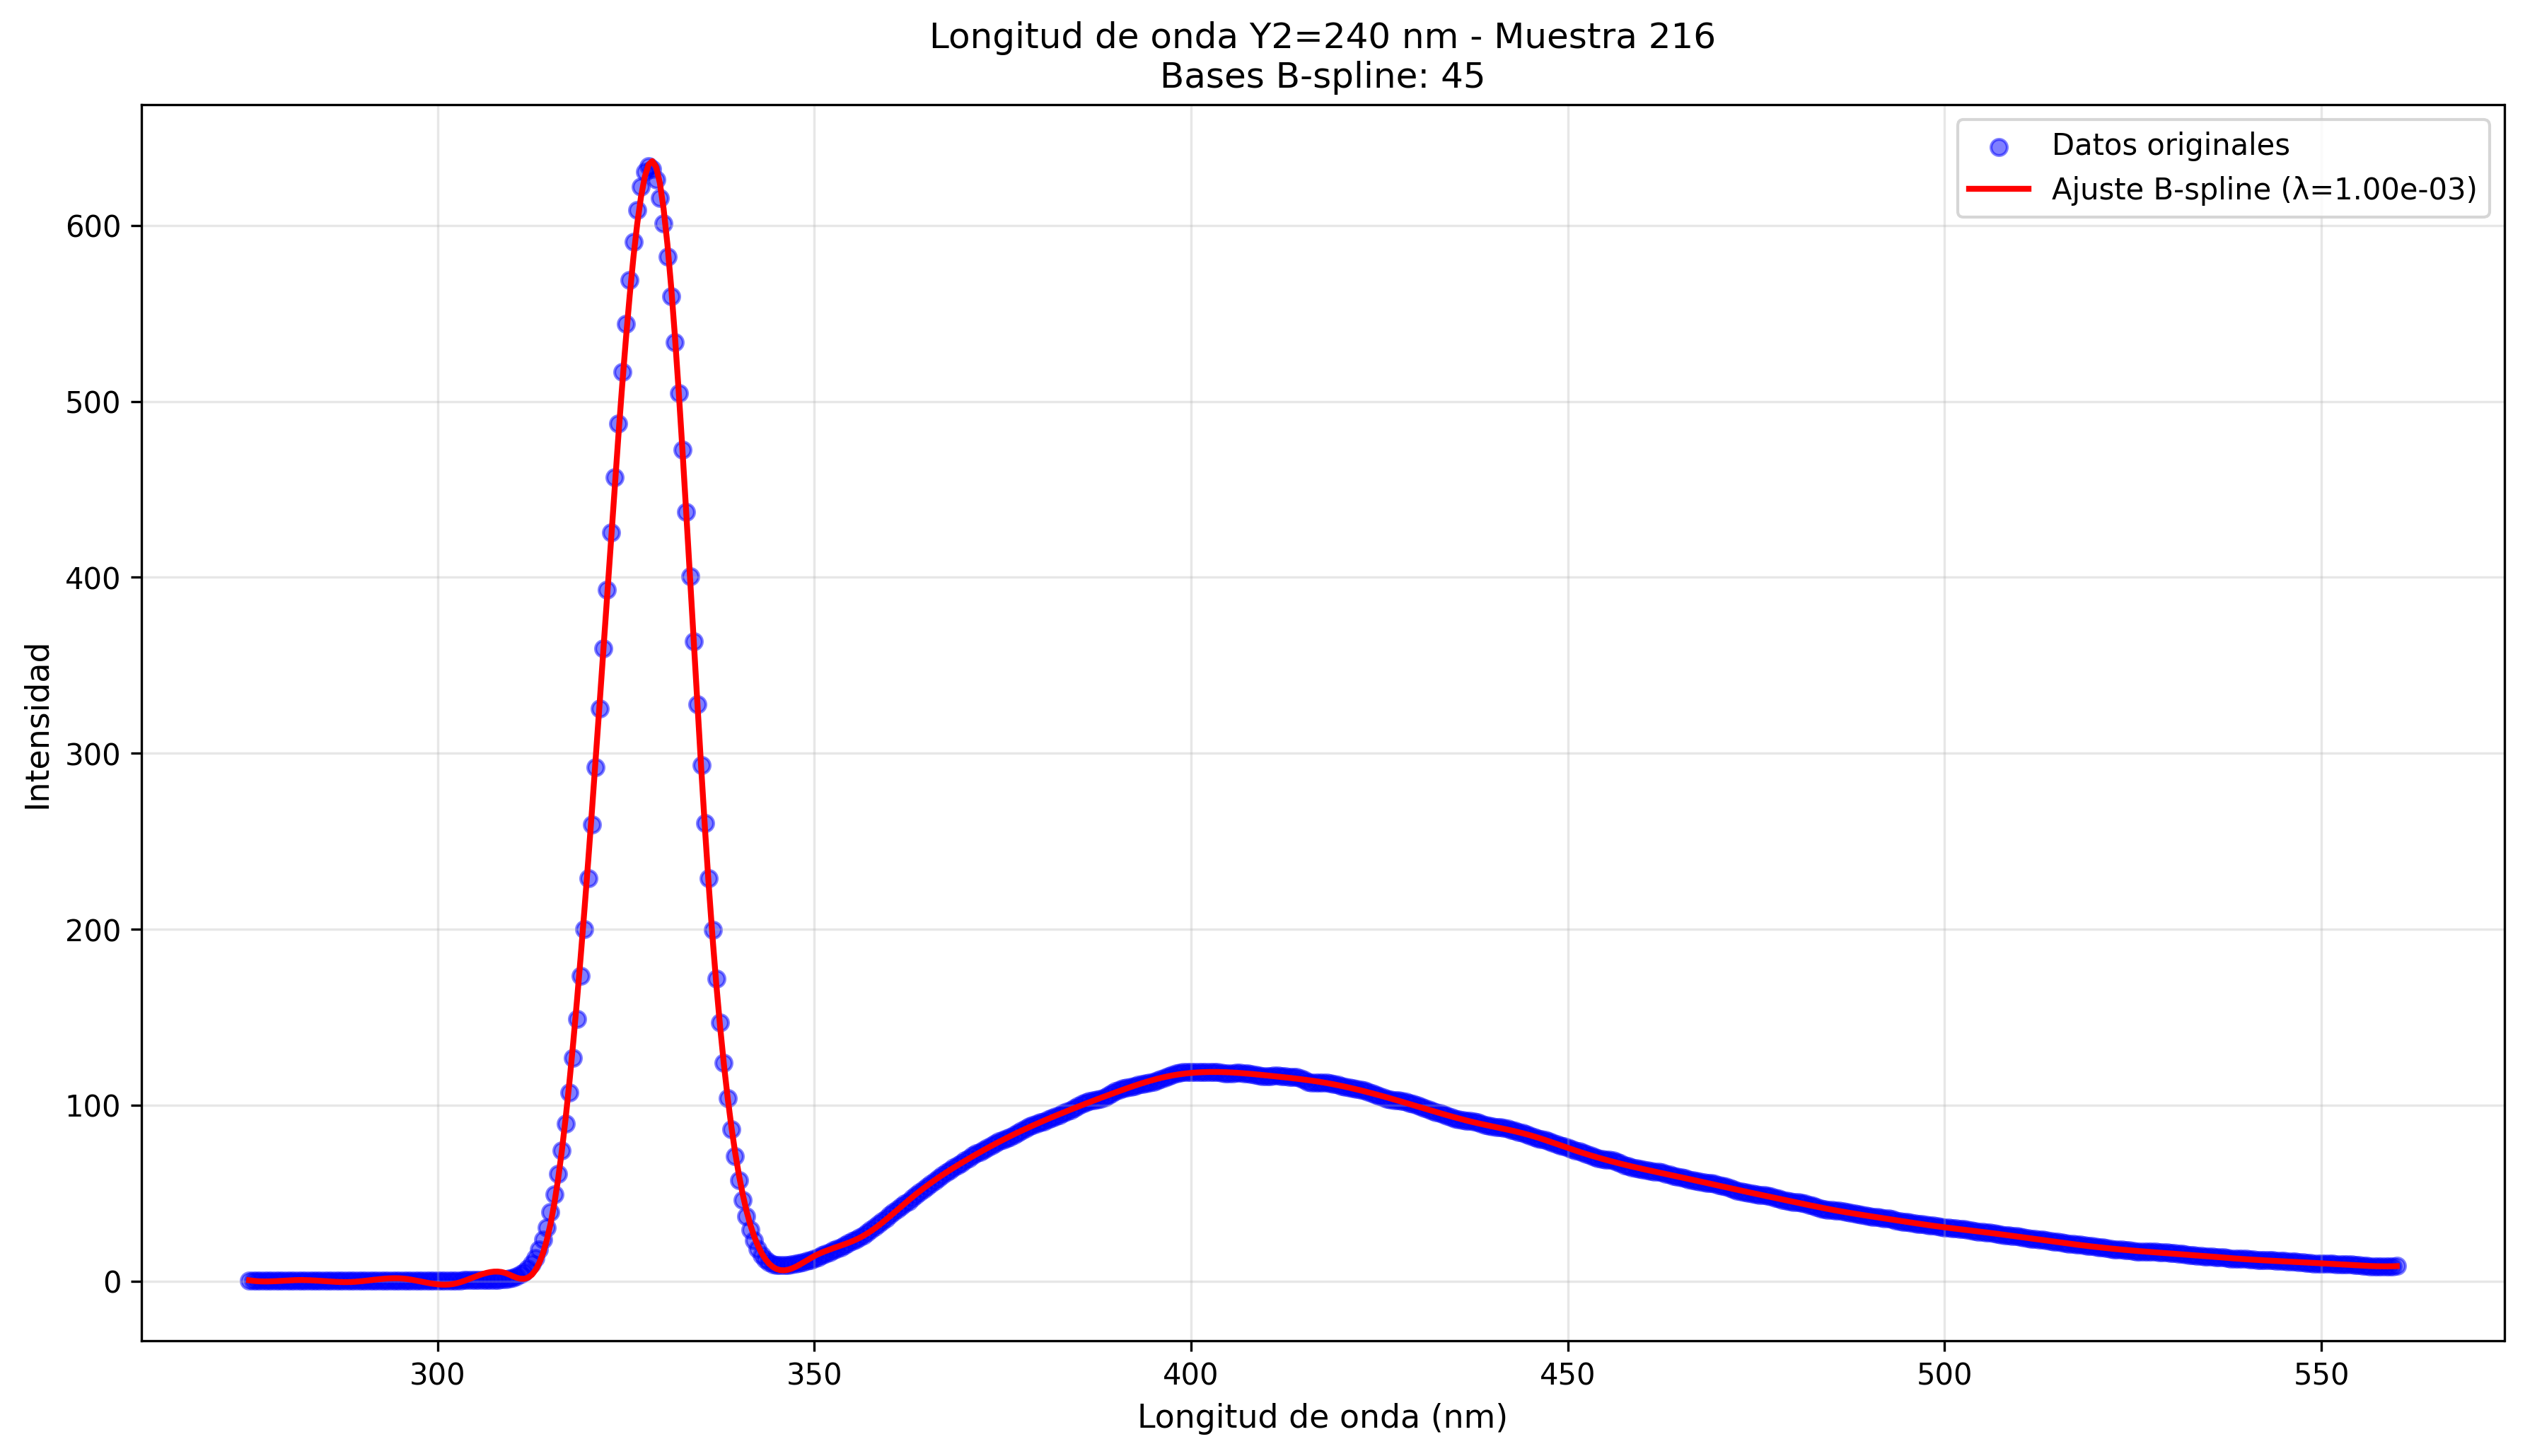 Longitud de onda Y2=240 nm - Muestra 216
Bases B-spline: 45
Datos originales
Ajuste B-spline (λ=1.00e-03)
Intensidad
600
500
400
300
200
100
0
300 350 400 450 500 550
Longitud de onda (nm)